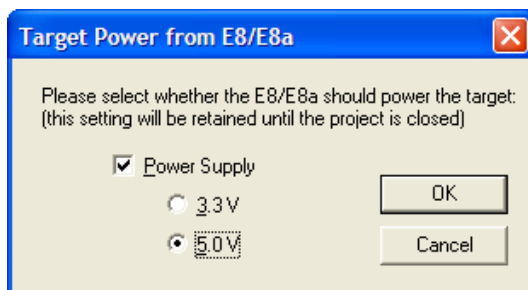 Target Power from E8/E8a
Please select whether the E8/E8a should power the target:
(this setting will be retained until the project is closed)
Power Supply
3.3 V
5.0 V
OK
Cancel